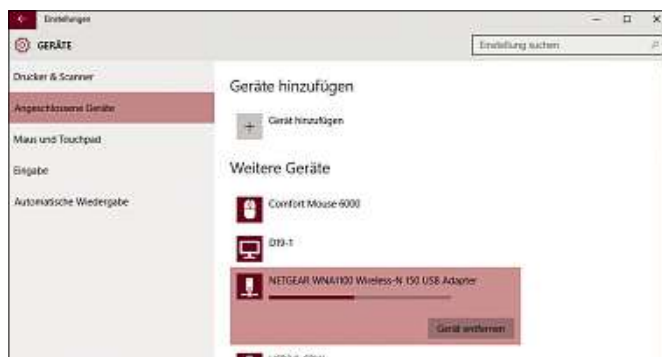 Einstellungen
GERÄTE
Einstellung suchen
Drucker & Scanner
Angeschlossene Geräte
Maus und Touchpad
Eingabe
Automatische Wiedergabe
Geräte hinzufügen
Gerät hinzufügen
Weitere Geräte
Comfort Mouse 6000
D19-1
NETGEAR WNA1100 Wireless-N 150 USB Adapter
Gerät entfernen